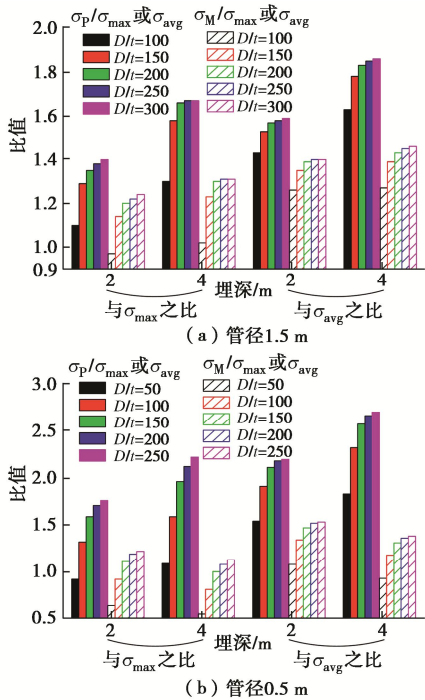 σP/σmax或σavg σM/σmax或σavg
D/t=100 D/t=100
D/t=150 D/t=150
D/t=200 D/t=200
D/t=250 D/t=250
D/t=300 D/t=300
2.0
1.8
1.6
1.4
1.2
1.0
0.9
比值
2 4 2 4
埋深/m
与σmax之比 与σavg之比
(a) 管径1.5 m
σP/σmax或σavg σM/σmax或σavg
D/t=50 D/t=50
D/t=100 D/t=100
D/t=150 D/t=150
D/t=200 D/t=200
D/t=250 D/t=250
3.0
2.5
2.0
1.5
1.0
0.5
比值
2 4 2 4
埋深/m
与σmax之比 与σavg之比
(b) 管径0.5 m